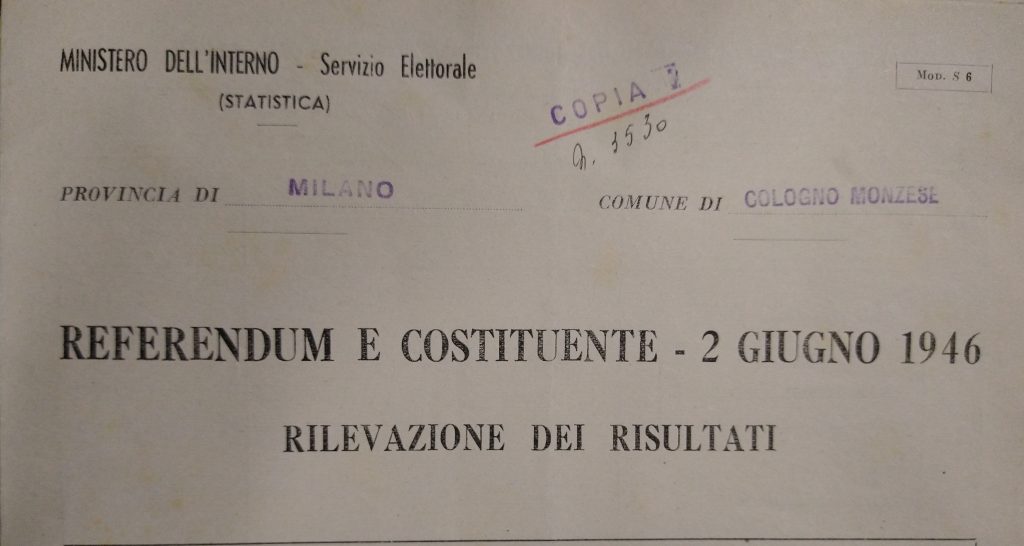 MINISTERO DELL'INTERNO - Servizio Elettorale
(STATISTICA)
COPIA
Mod. S 6
n. 1530
PROVINCIA DI MILANO
COMUNE DI COLOGNO MONZESE
REFERENDUM E COSTITUENTE - 2 GIUGNO 1946
RILEVAZIONE DEI RISULTATI